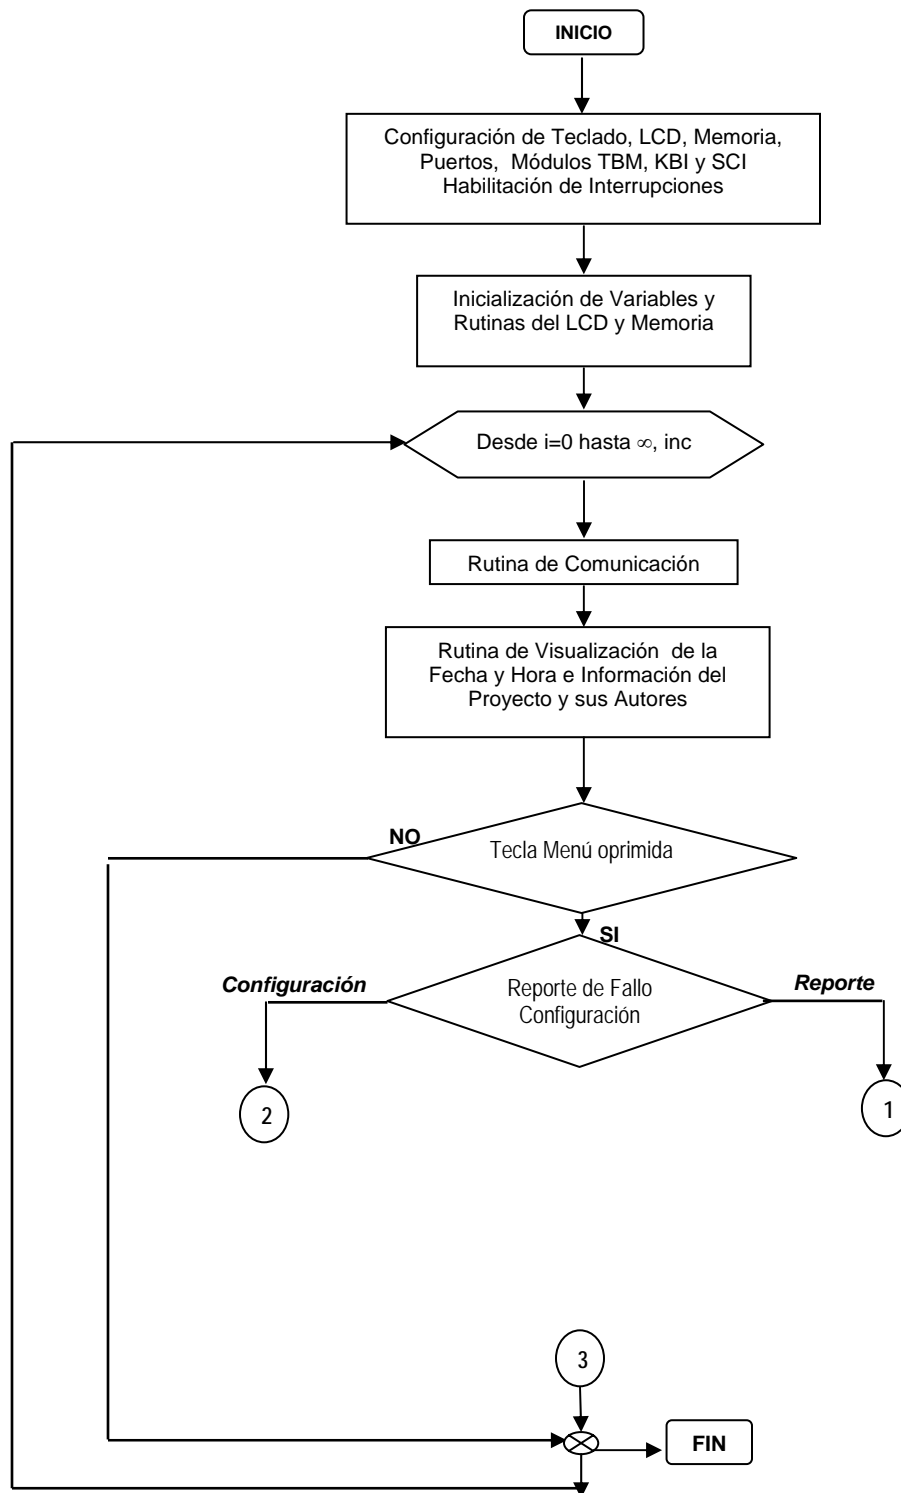 INICIO
Configuración de Teclado, LCD, Memoria,
Puertos, Módulos TBM, KBI y SCI
Habilitación de Interrupciones
Inicialización de Variables y
Rutinas del LCD y Memoria
Desde i=0 hasta ∞, inc
Rutina de Comunicación
Rutina de Visualización de la
Fecha y Hora e Información del
Proyecto y sus Autores
NO
Tecla Menú oprimida
SI
Configuración
Reporte de Fallo
Configuración
Reporte
2
1
3
FIN